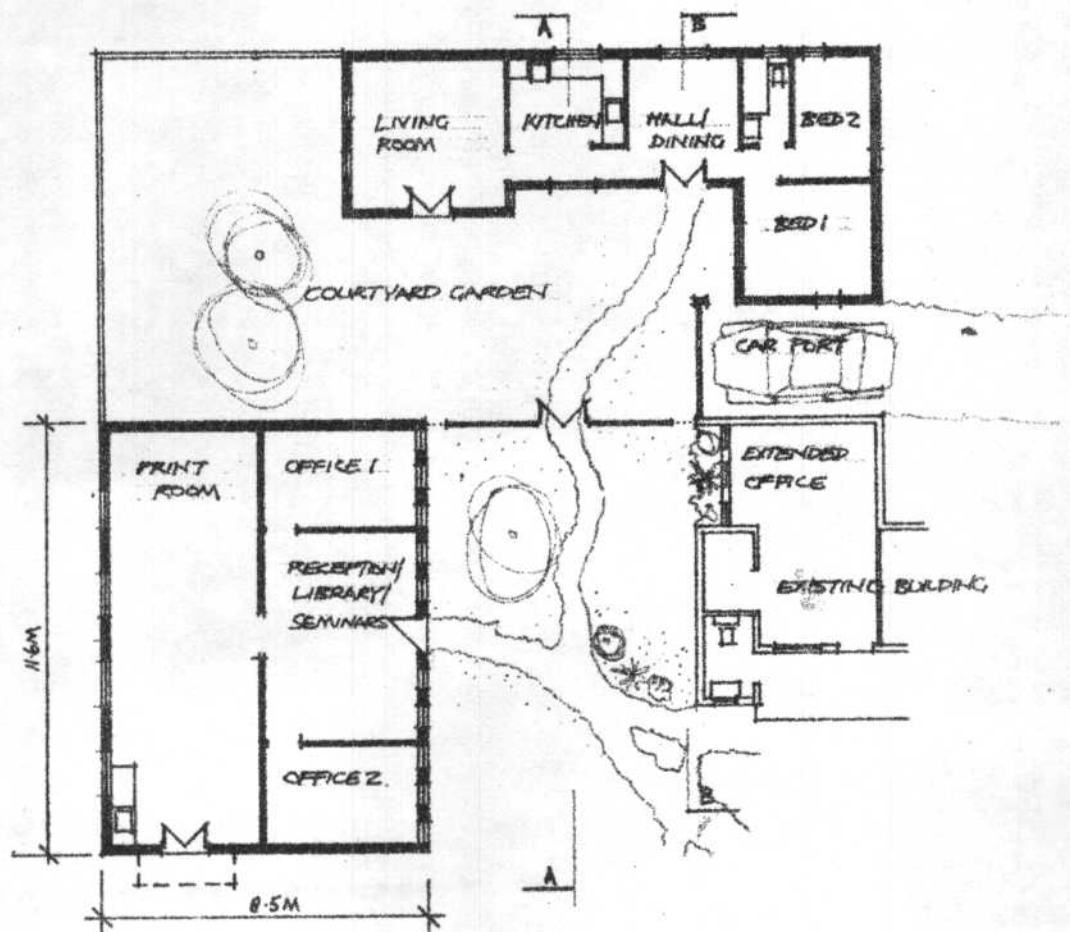 A
B
LIVING
ROOM
KITCHEN
HALL/
DINING
BED 2
BED 1
COURTYARD GARDEN
CAR PORT
PRINT
ROOM
OFFICE 1
EXTENDED
OFFICE
RECEPTION/
LIBRARY/
SEMINARS
EXISTING BUILDING
11·6M
OFFICE 2
B
A
8·5M